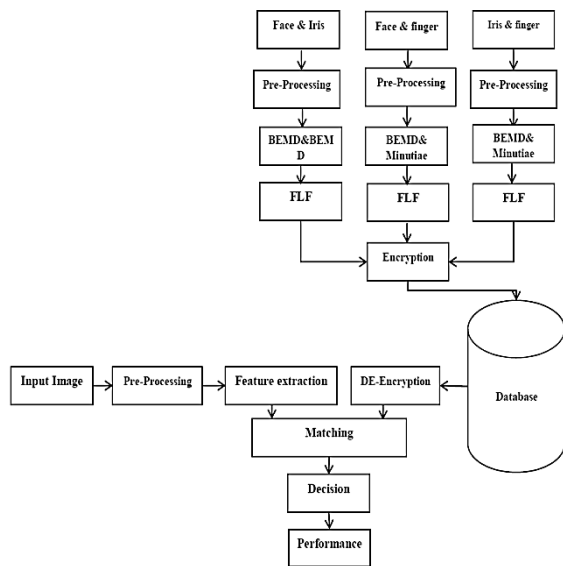 Face & Iris
Face & finger
Iris & finger
Pre-Processing
Pre-Processing
Pre-Processing
BEMD&BEM
D
BEMD&
Minutiae
BEMD&
Minutiae
FLF
FLF
FLF
Encryption
Input Image
Pre-Processing
Feature extraction
DE-Encryption
Database
Matching
Decision
Performance